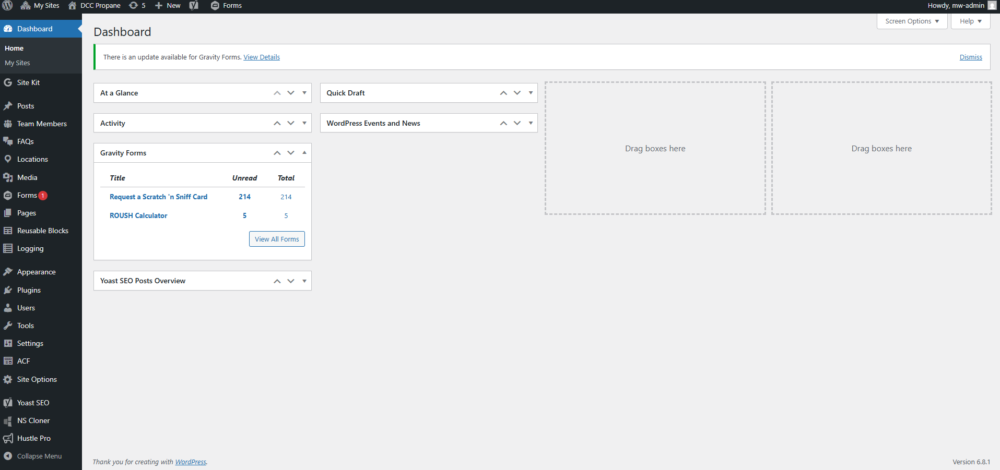 My Sites
DCC Propane
5
New
Forms
Howdy, mw-admin
Dashboard
Home
My Sites
Site Kit
Posts
Team Members
FAQs
Locations
Media
Forms 1
Pages
Reusable Blocks
Logging
Appearance
Plugins
Users
Tools
Settings
ACF
Site Options
Yoast SEO
NS Cloner
Hustle Pro
Collapse Menu
Screen Options
Help
Dashboard
There is an update available for Gravity Forms. View Details
Dismiss
At a Glance
Activity
Gravity Forms
Title Unread Total
Request a Scratch 'n Sniff Card 214 214
ROUSH Calculator 5 5
View All Forms
Yoast SEO Posts Overview
Quick Draft
WordPress Events and News
Drag boxes here
Drag boxes here
Thank you for creating with WordPress.
Version 6.8.1